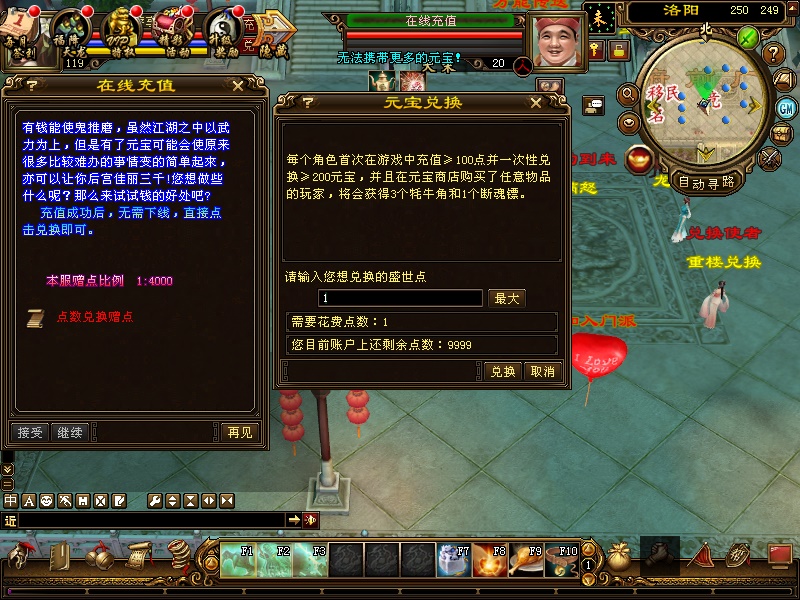 在线充值
无法携带更多的元宝!
119
20
洛阳
250 249
北
自动寻路
在线充值
有钱能使鬼推磨，虽然江湖之中以武
力为上，但是有了元宝可能会使原来
很多比较难办的事情变的简单起来，
亦可以让你后宫佳丽三千!您想做些
什么呢？那么来试试钱的好处吧?
充值成功后，无需下线，直接点
击兑换即可。
本服赠点比例 1:4000
点数兑换赠点
接受
继续
再见
元宝兑换
每个角色首次在游戏中充值≥100点并一次性兑
换≥200元宝，并且在元宝商店购买了任意物品
的玩家，将会获得3个牦牛角和1个断魂镖。
请输入您想兑换的盛世点
1
最大
需要花费点数：1
您目前账户上还剩余点数：9999
兑换
取消
兑换使者
重楼兑换
加入门派
I Love
You
中
A
近
F1
F2
F3
F7
F8
F9
F10
1